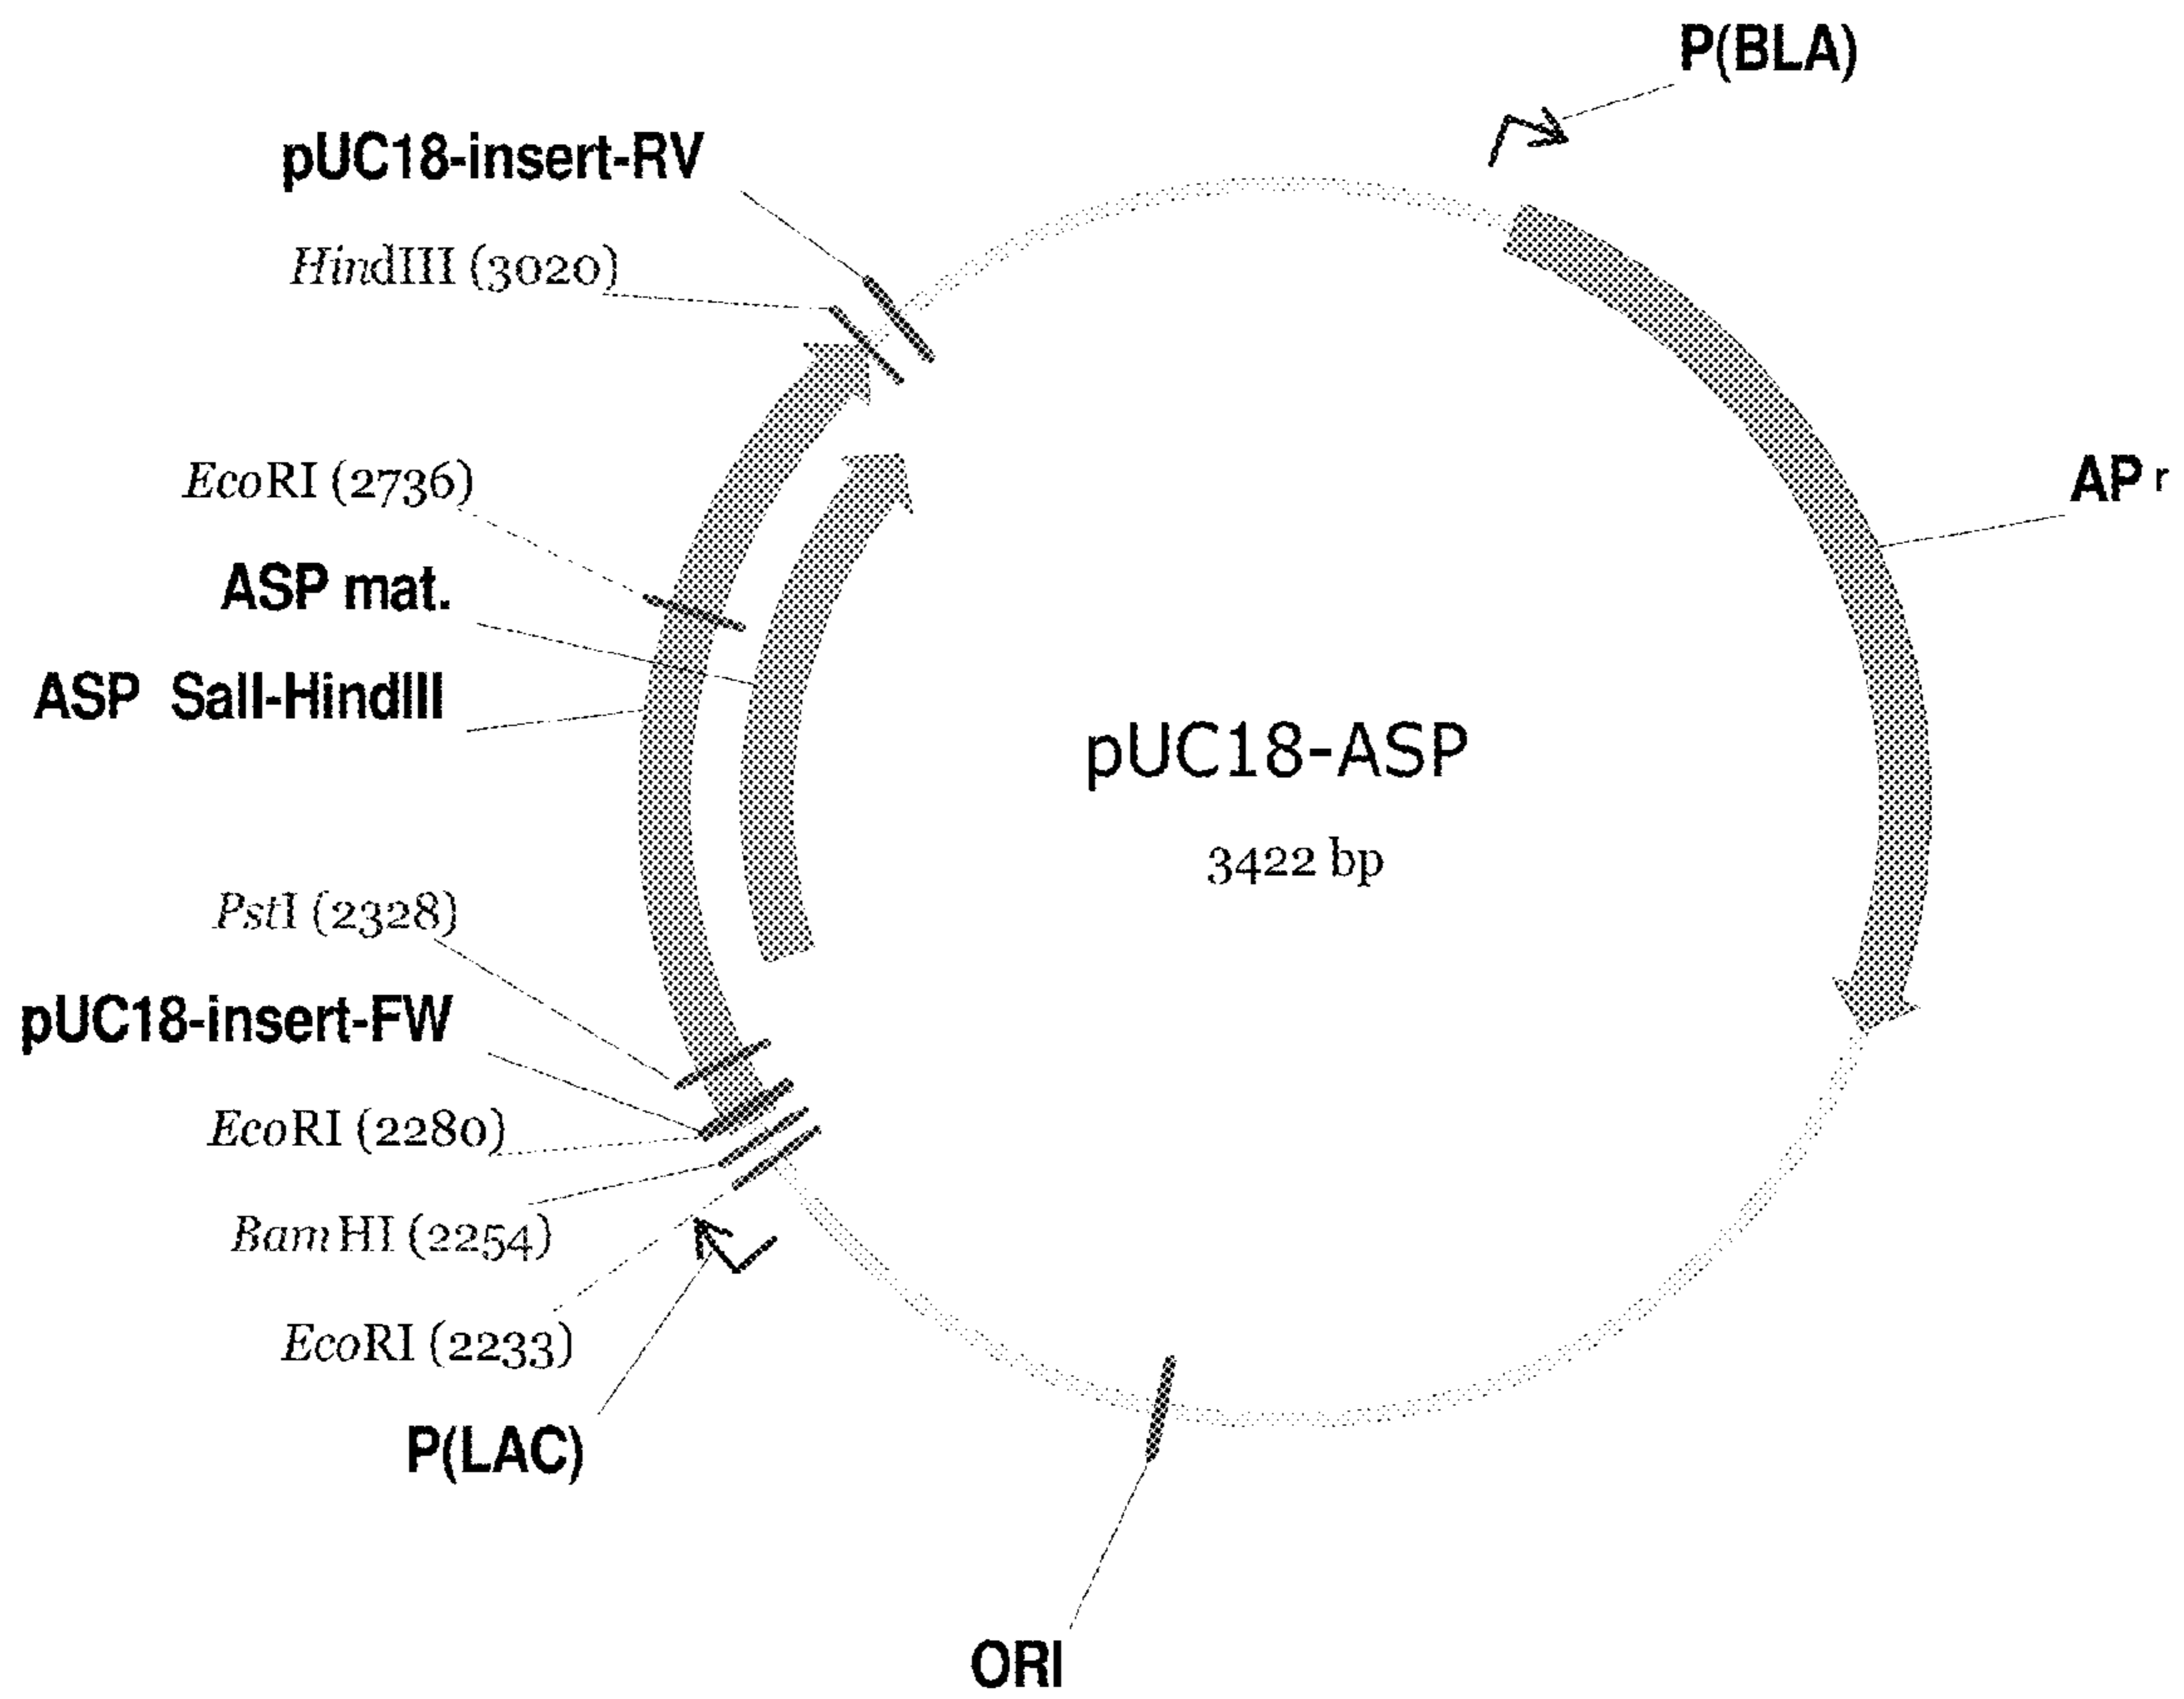 P(BLA)
pUC18-insert-RV
HindIII (3020)
EcoRI (2736)
APr
ASP mat.
ASP SalI-HindIII
pUC18-ASP
3422 bp
PstI (2328)
pUC18-insert-FW
EcoRI (2280)
BamHI (2254)
EcoRI (2233)
P(LAC)
ORI